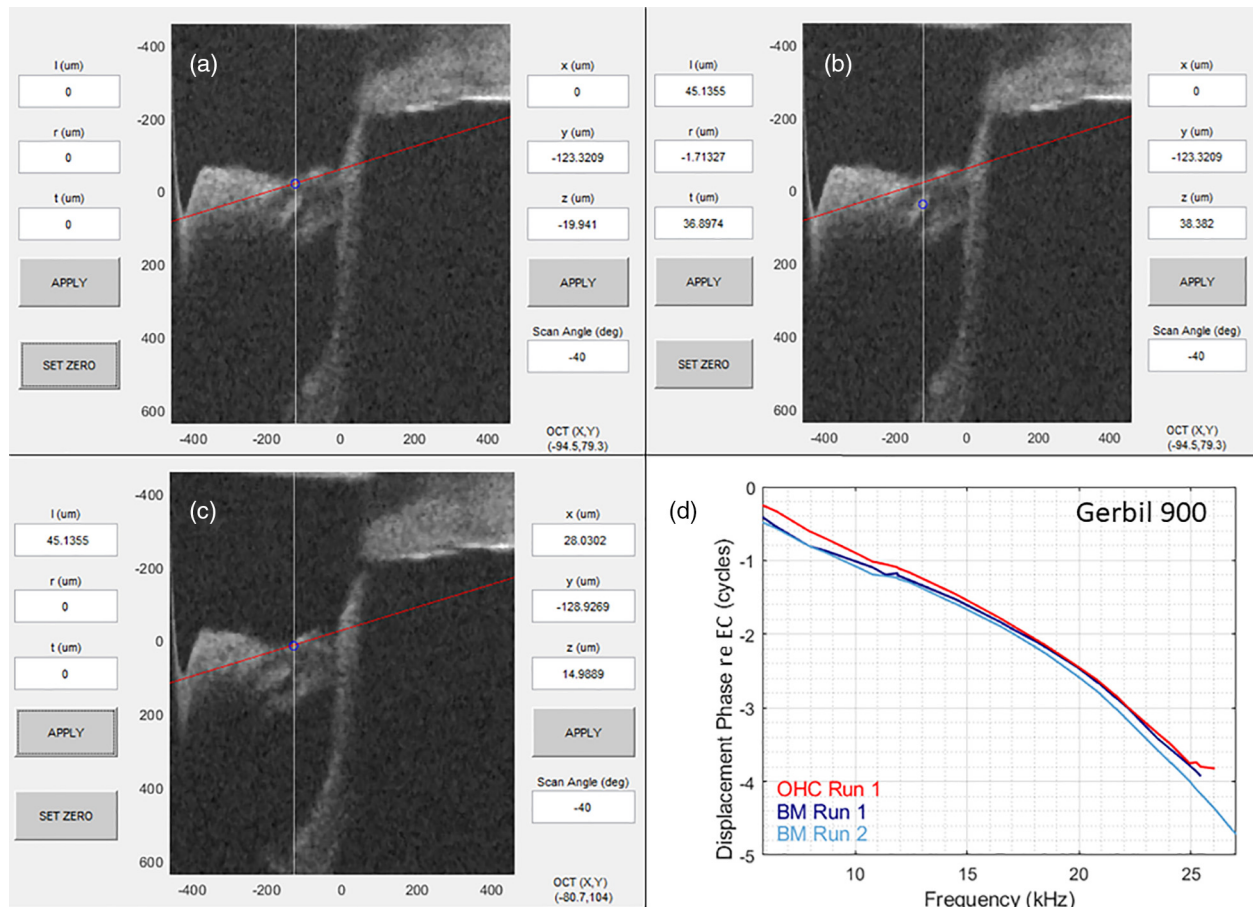 (a)
l (um)
0
r (um)
0
t (um)
0
APPLY
SET ZERO
-400
-200
0
200
400
600
-400 -200 0 200 400
x (um)
0
y (um)
-123.3209
z (um)
-19.941
APPLY
Scan Angle (deg)
-40
OCT (X,Y)
(-94.5,79.3)
(b)
l (um)
45.1355
r (um)
-1.71327
t (um)
36.8974
APPLY
SET ZERO
-400
-200
0
200
400
600
-400 -200 0 200 400
x (um)
0
y (um)
-123.3209
z (um)
38.382
APPLY
Scan Angle (deg)
-40
OCT (X,Y)
(-94.5,79.3)
(c)
l (um)
45.1355
r (um)
0
t (um)
0
APPLY
SET ZERO
-400
-200
0
200
400
600
-400 -200 0 200 400
x (um)
28.0302
y (um)
-128.9269
z (um)
14.9889
APPLY
Scan Angle (deg)
-40
OCT (X,Y)
(-80.7,104)
(d)
Gerbil 900
Displacement Phase re EC (cycles)
0
-1
-2
-3
-4
-5
OHC Run 1
BM Run 1
BM Run 2
10 15 20 25
Frequency (kHz)